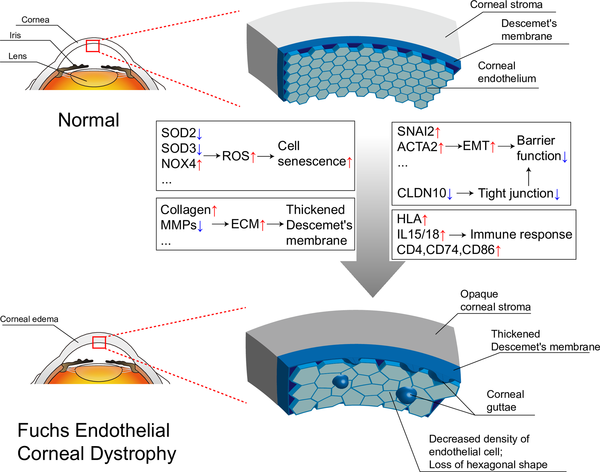 Cornea
Iris
Lens
Normal
Corneal stroma
Descemet's
membrane
Corneal
endothelium
SOD2↓
SOD3↓
NOX4↑
...
→ROS↑→
Cell
senescence↑
Collagen↑
MMPs↓
...
→ECM↑→
Thickened
Descemet's
membrane
SNAI2↑
ACTA2↑→EMT↑→
...
Barrier
function↓
CLDN10↓→Tight junction↓
HLA↑
IL15/18↑→Immune response
CD4,CD74,CD86↑
Corneal edema
Fuchs Endothelial
Corneal Dystrophy
Opaque
corneal stroma
Thickened
Descemet's membrane
Corneal
guttae
Decreased density of
endothelial cell;
Loss of hexagonal shape